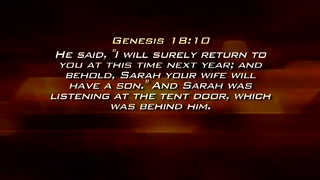 Genesis 18:10
He said, "I will surely return to
you at this time next year; and
behold, Sarah your wife will
have a son." And Sarah was
listening at the tent door, which
was behind him.